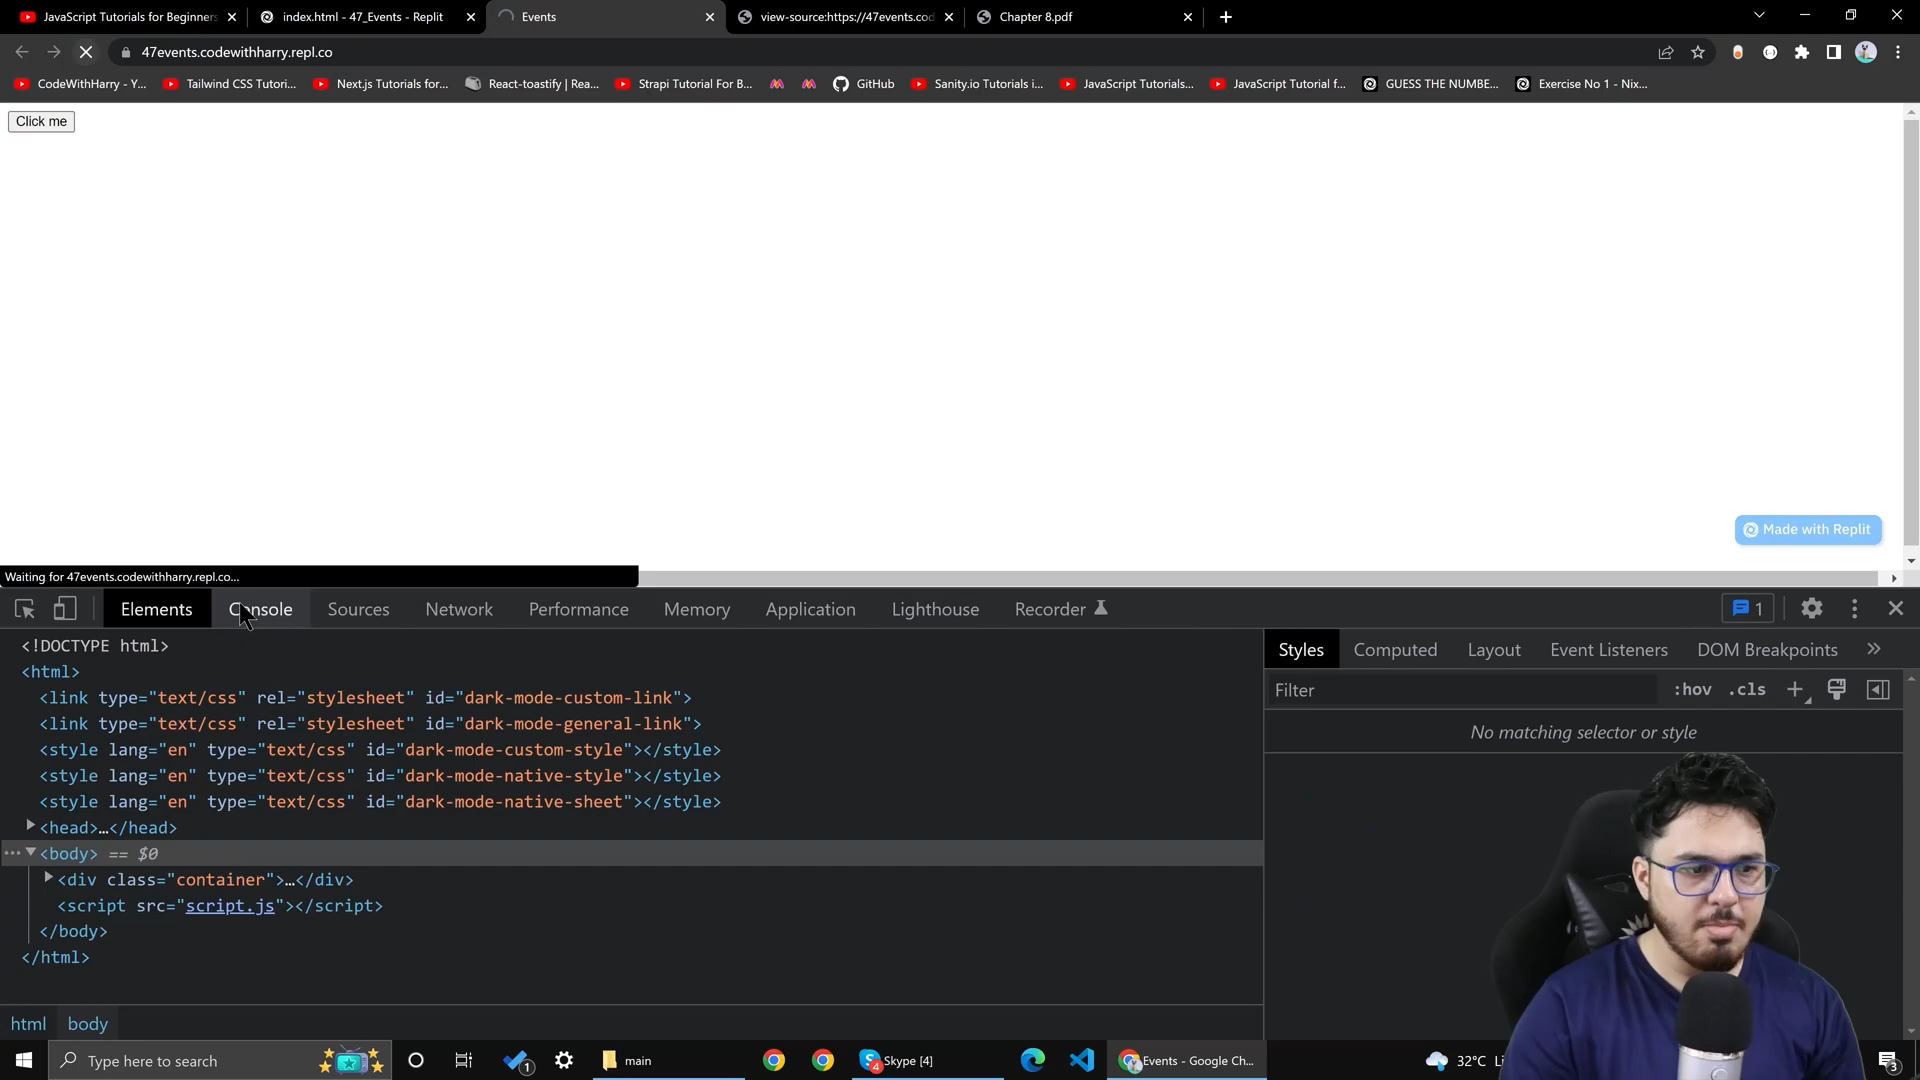 JavaScript Tutorials for Beginners
index.html - 47_Events - Replit
Events
view-source:https://47events.cod
Chapter 8.pdf
47events.codewithharry.repl.co
CodeWithHarry - Y...
Tailwind CSS Tutori...
Next.js Tutorials for...
React-toastify | Rea...
Strapi Tutorial For B...
GitHub
Sanity.io Tutorials i...
JavaScript Tutorials...
JavaScript Tutorial f...
GUESS THE NUMBE...
Exercise No 1 - Nix...
Click me
Made with Replit
Waiting for 47events.codewithharry.repl.co...
Elements
Console
Sources
Network
Performance
Memory
Application
Lighthouse
Recorder
1
<!DOCTYPE html>
<html>
<link type="text/css" rel="stylesheet" id="dark-mode-custom-link">
<link type="text/css" rel="stylesheet" id="dark-mode-general-link">
<style lang="en" type="text/css" id="dark-mode-custom-style"></style>
<style lang="en" type="text/css" id="dark-mode-native-style"></style>
<style lang="en" type="text/css" id="dark-mode-native-sheet"></style>
<head>…</head>
<body> == $0
<div class="container">…</div>
<script src="script.js"></script>
</body>
</html>
html
body
Styles
Computed
Layout
Event Listeners
DOM Breakpoints
Filter
:hov
.cls
No matching selector or style
Type here to search
1
main
4
Skype [4]
Events - Google Ch...
32°C
3